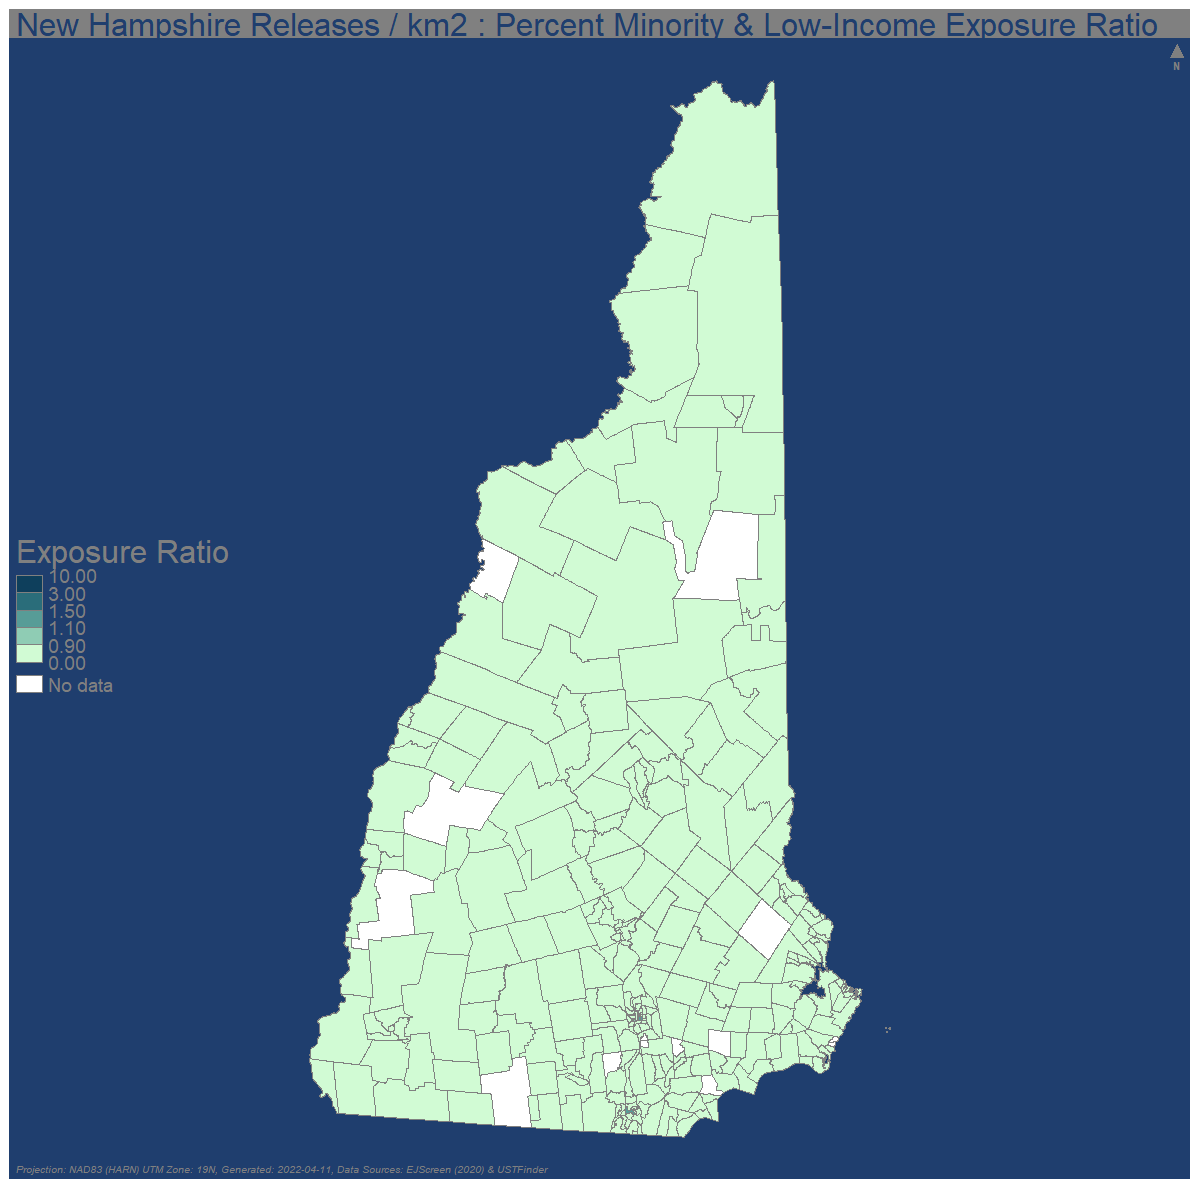 New Hampshire Releases / km2 : Percent Minority & Low-Income Exposure Ratio
N
Exposure Ratio
10.00
3.00
1.50
1.10
0.90
0.00
No data
Projection: NAD83 (HARN) UTM Zone: 19N, Generated: 2022-04-11, Data Sources: EJScreen (2020) & USTFinder